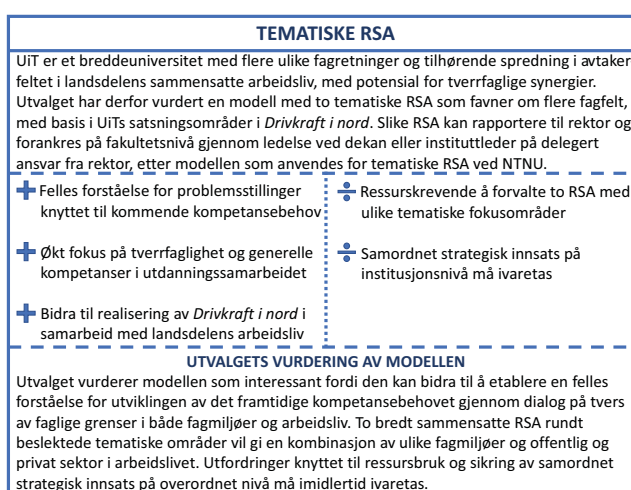 TEMATISKE RSA
UiT er et breddeuniversitet med flere ulike fagretninger og tilhørende spredning i avtaker
feltet i landsdelens sammensatte arbeidsliv, med potensial for tverrfaglige synergier.
Utvalget har derfor vurdert en modell med to tematiske RSA som favner om flere fagfelt,
med basis i UiTs satsningsområder i Drivkraft i nord. Slike RSA kan rapportere til rektor og
forankres på fakultetsnivå gjennom ledelse ved dekan eller instituttleder på delegert
ansvar fra rektor, etter modellen som anvendes for tematiske RSA ved NTNU.
Felles forståelse for problemsstillinger
knyttet til kommende kompetansebehov
Økt fokus på tverrfaglighet og generelle
kompetanser i utdanningssamarbeidet
Bidra til realisering av Drivkraft i nord i
samarbeid med landsdelens arbeidsliv
Ressurskrevende å forvalte to RSA med
ulike tematiske fokusområder
Samordnet strategisk innsats på
institusjonsnivå må ivaretas
UTVALGETS VURDERING AV MODELLEN
Utvalget vurderer modellen som interessant fordi den kan bidra til å etablere en felles
forståelse for utviklingen av det framtidige kompetansebehovet gjennom dialog på tvers
av faglige grenser i både fagmiljøer og arbeidsliv. To bredt sammensatte RSA rundt
beslektede tematiske områder vil gi en kombinasjon av ulike fagmiljøer og offentlig og
privat sektor i arbeidslivet. Utfordringer knyttet til ressursbruk og sikring av samordnet
strategisk innsats på overordnet nivå må imidlertid ivaretas.